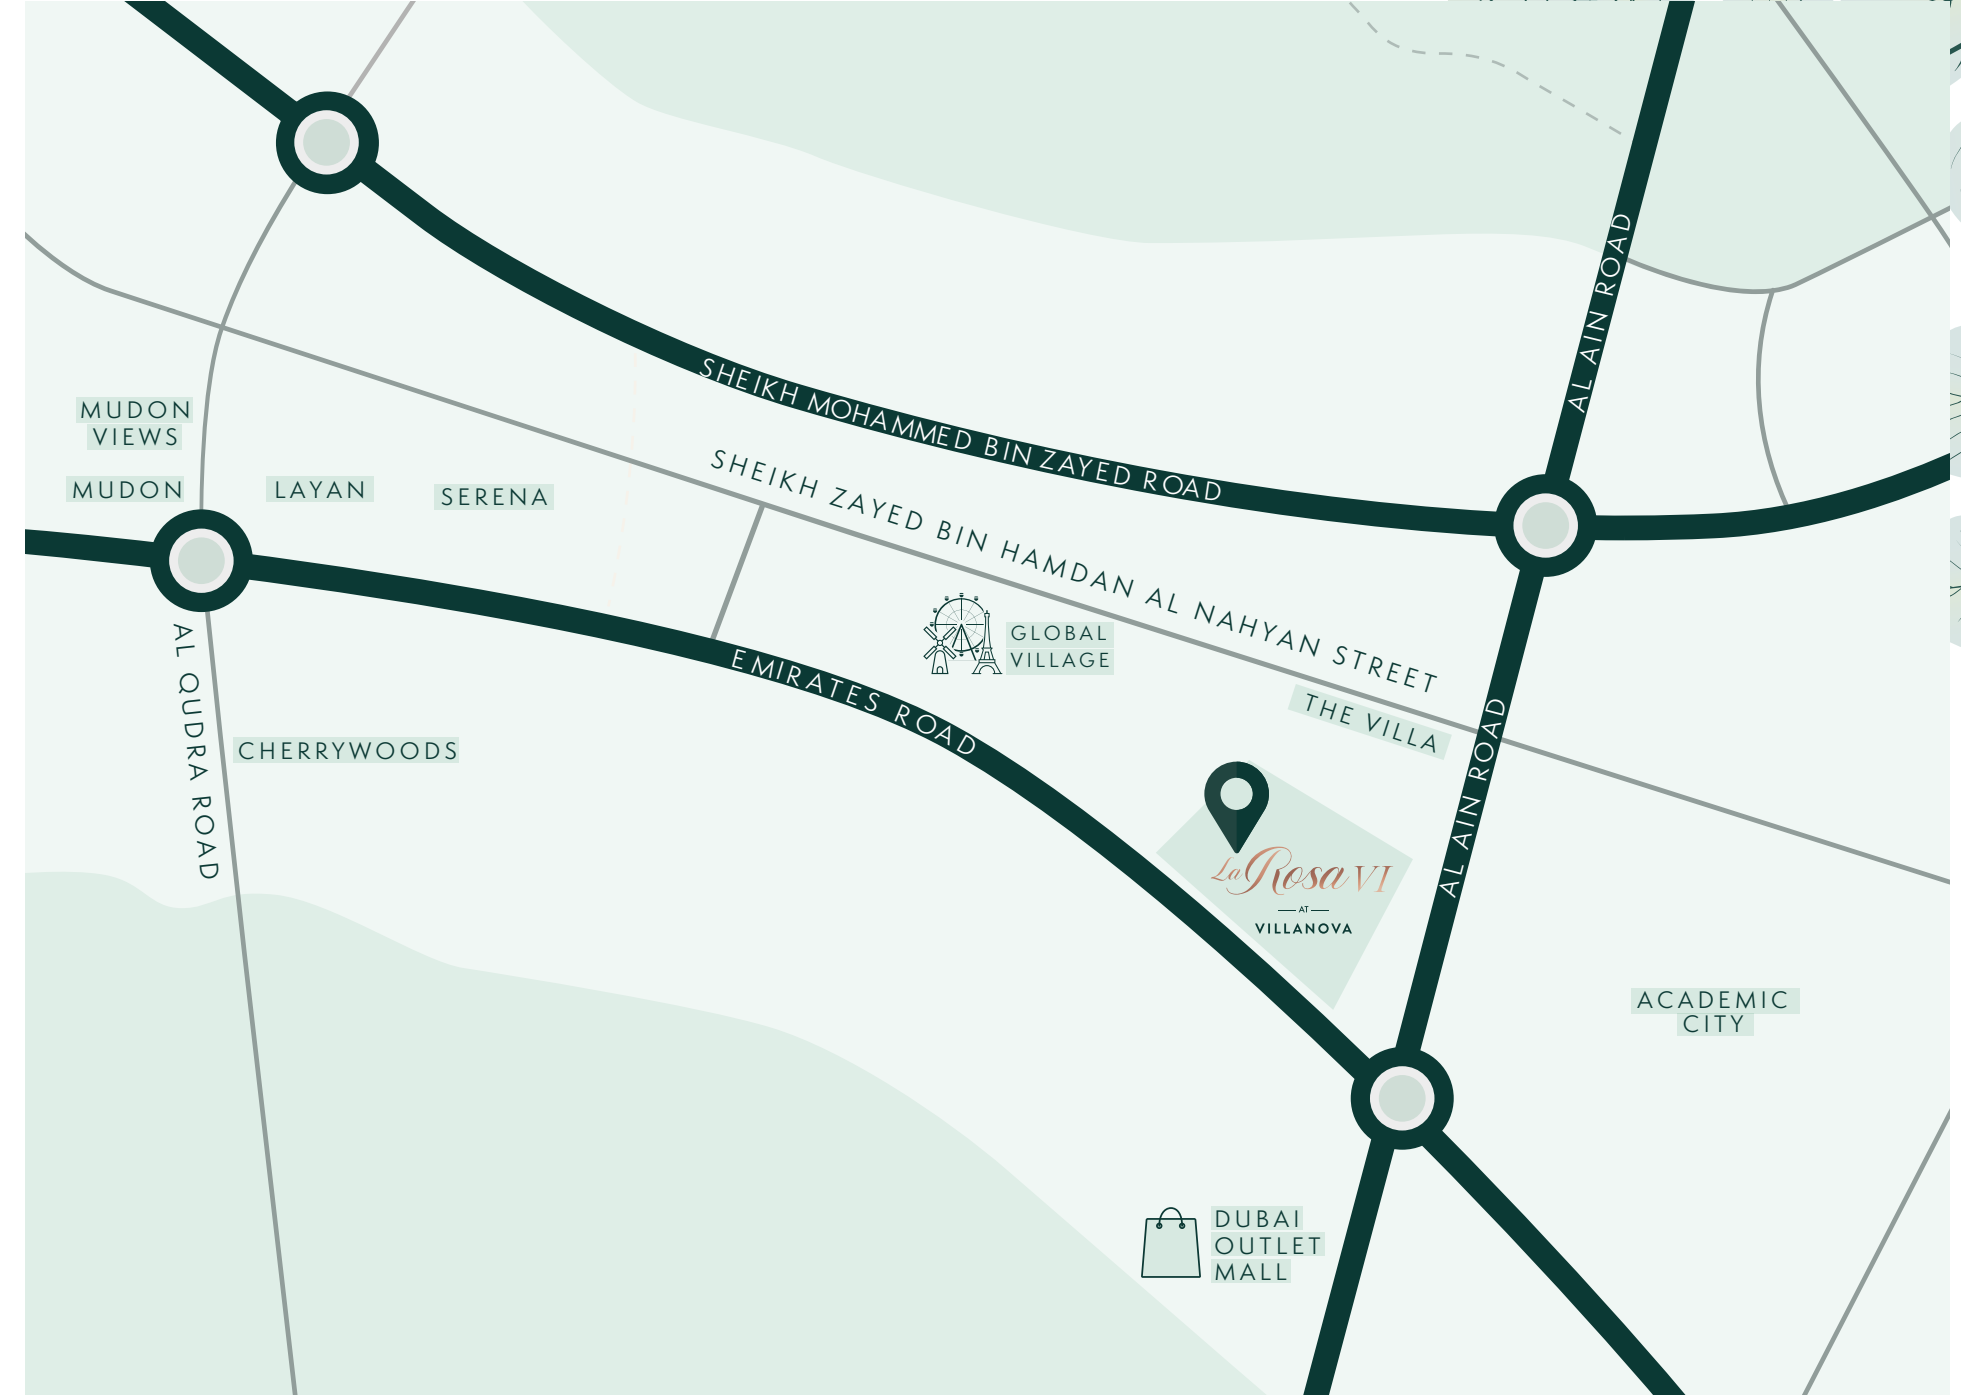 AL AIN ROAD
SHEIKH MOHAMMED BIN ZAYED ROAD
MUDON
VIEWS
MUDON
LAYAN
SERENA
SHEIKH ZAYED BIN HAMDAN AL NAHYAN STREET
GLOBAL
VILLAGE
EMIRATES ROAD
THE VILLA
AL QUDRA ROAD
CHERRYWOODS
AL AIN ROAD
La Rosa VI
AT
VILLANOVA
ACADEMIC
CITY
DUBAI
OUTLET
MALL